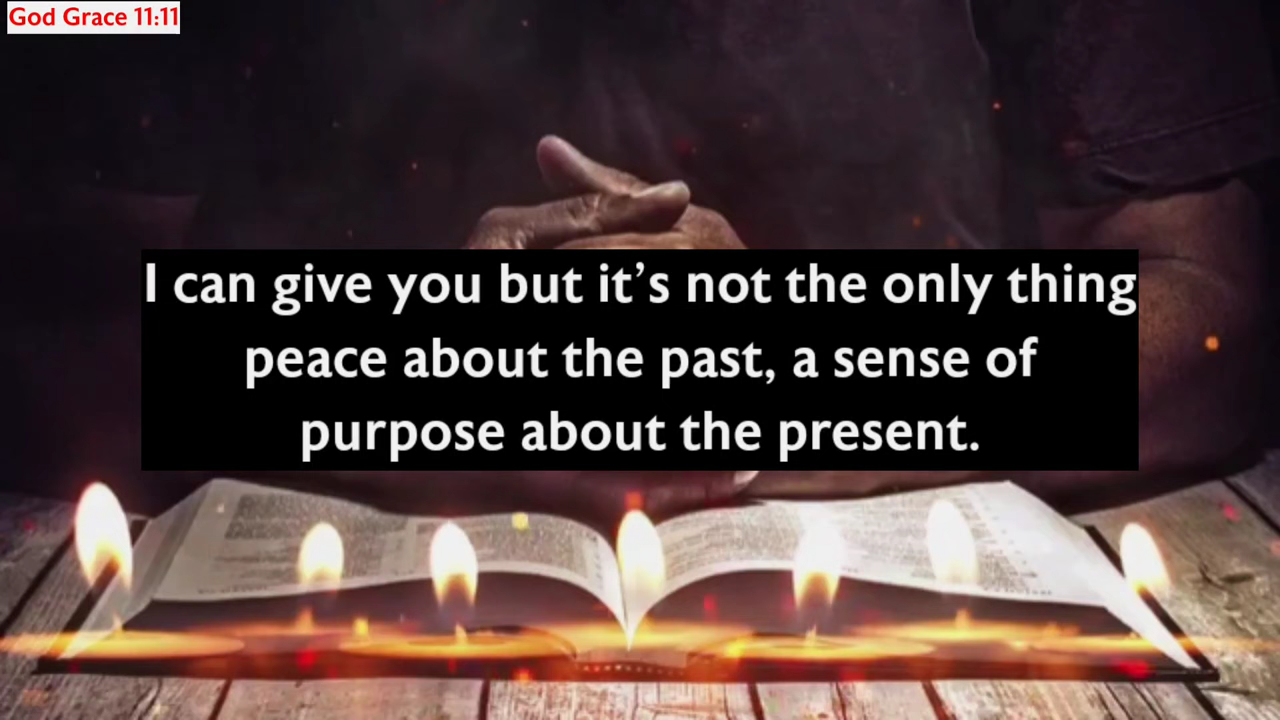 God Grace 11:11
I can give you but it's not the only thing
peace about the past, a sense of
purpose about the present.